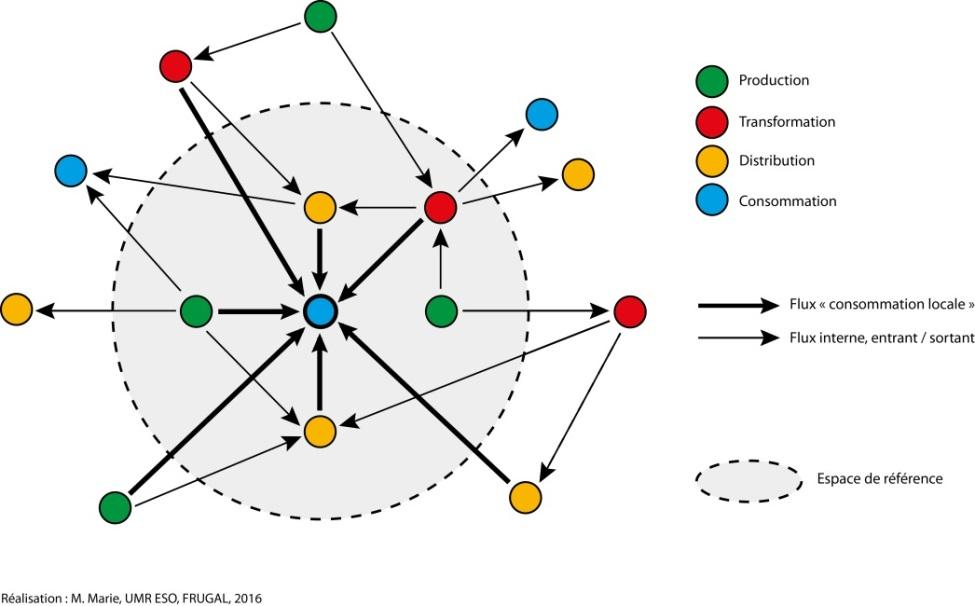 Production
Transformation
Distribution
Consommation
Flux « consommation locale »
Flux interne, entrant / sortant
Espace de référence
Réalisation : M. Marie, UMR ESO, FRUGAL, 2016